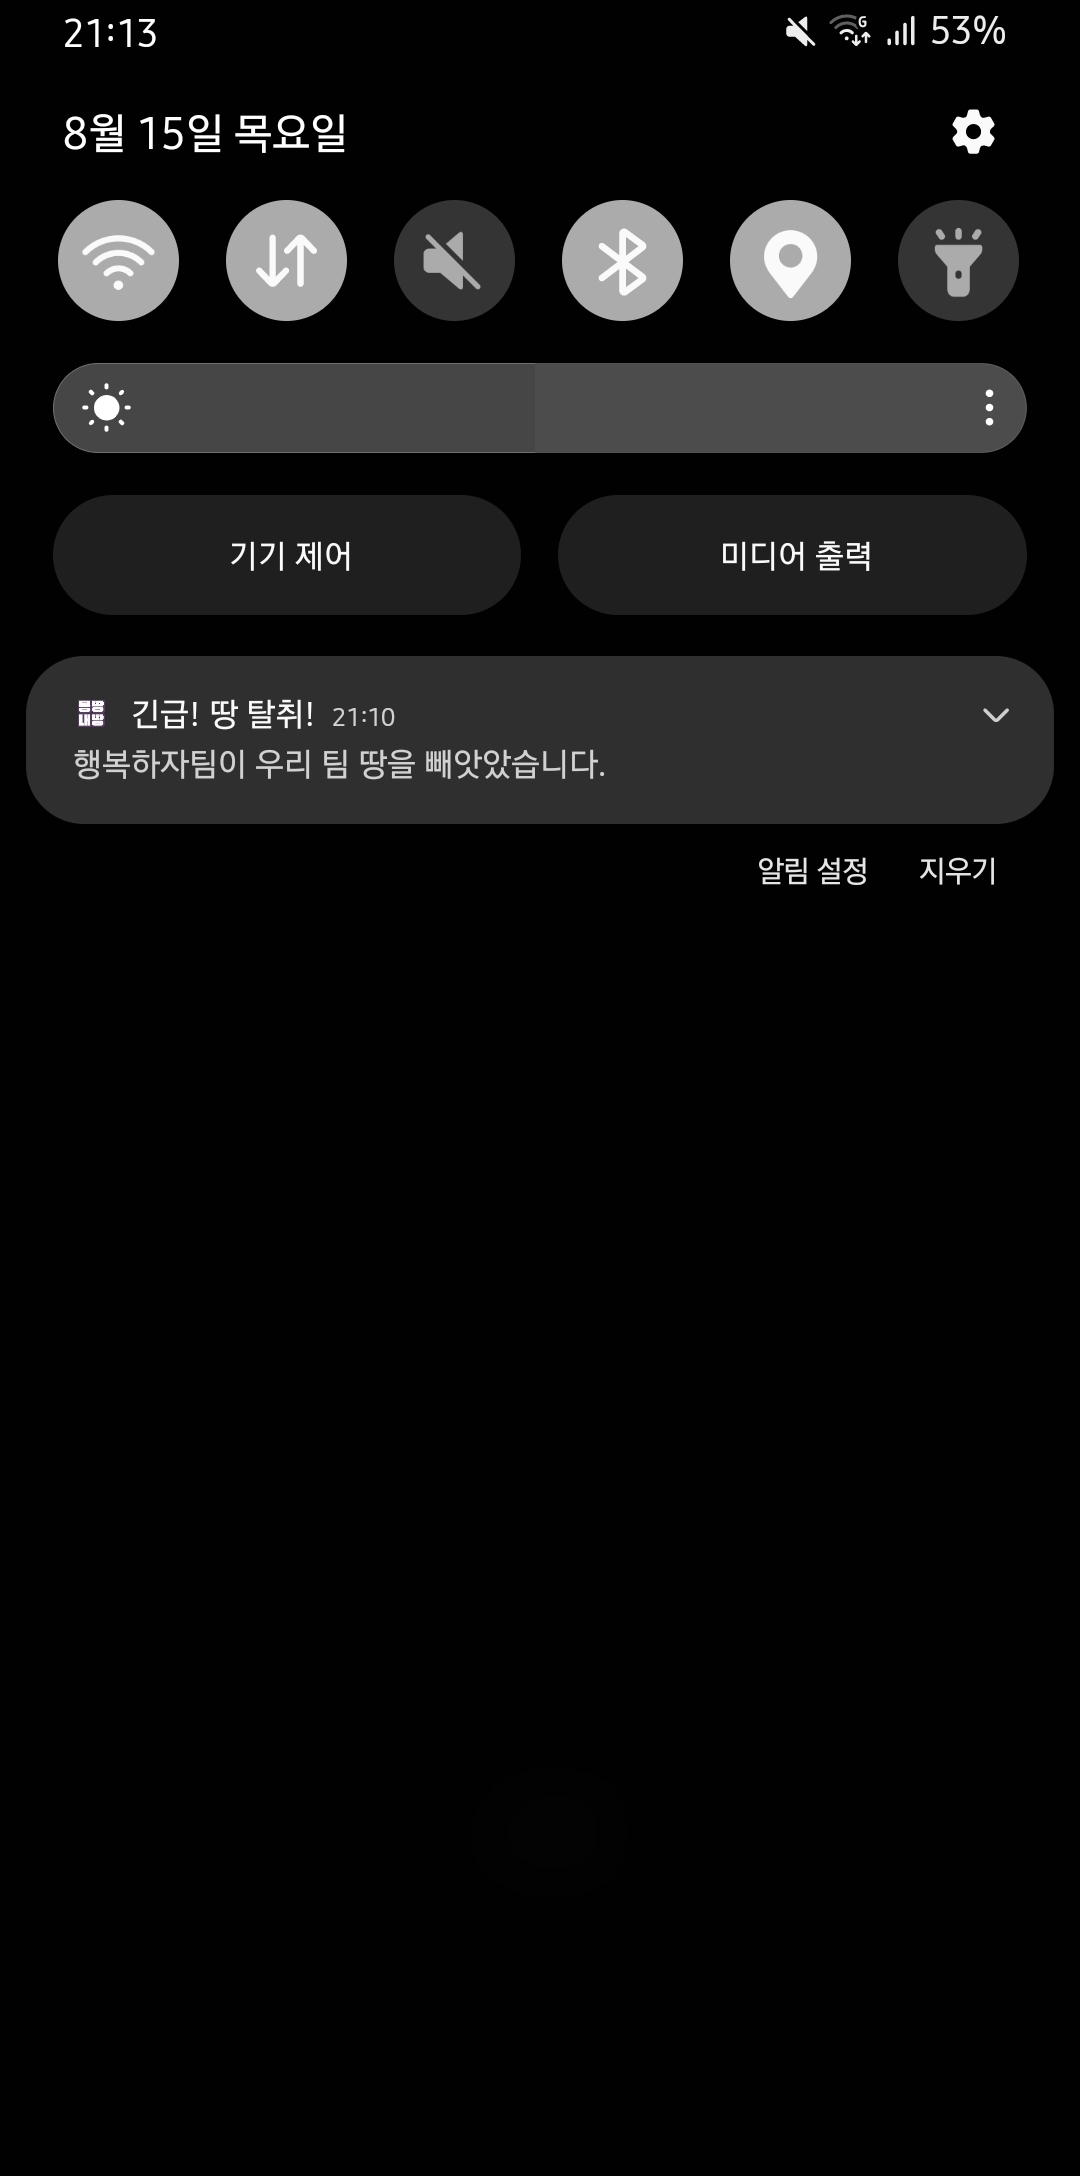 21:13
53%
8월 15일 목요일
기기 제어
미디어 출력
긴급! 땅 탈취! 21:10
행복하자팀이 우리 팀 땅을 빼앗았습니다.
알림 설정 지우기